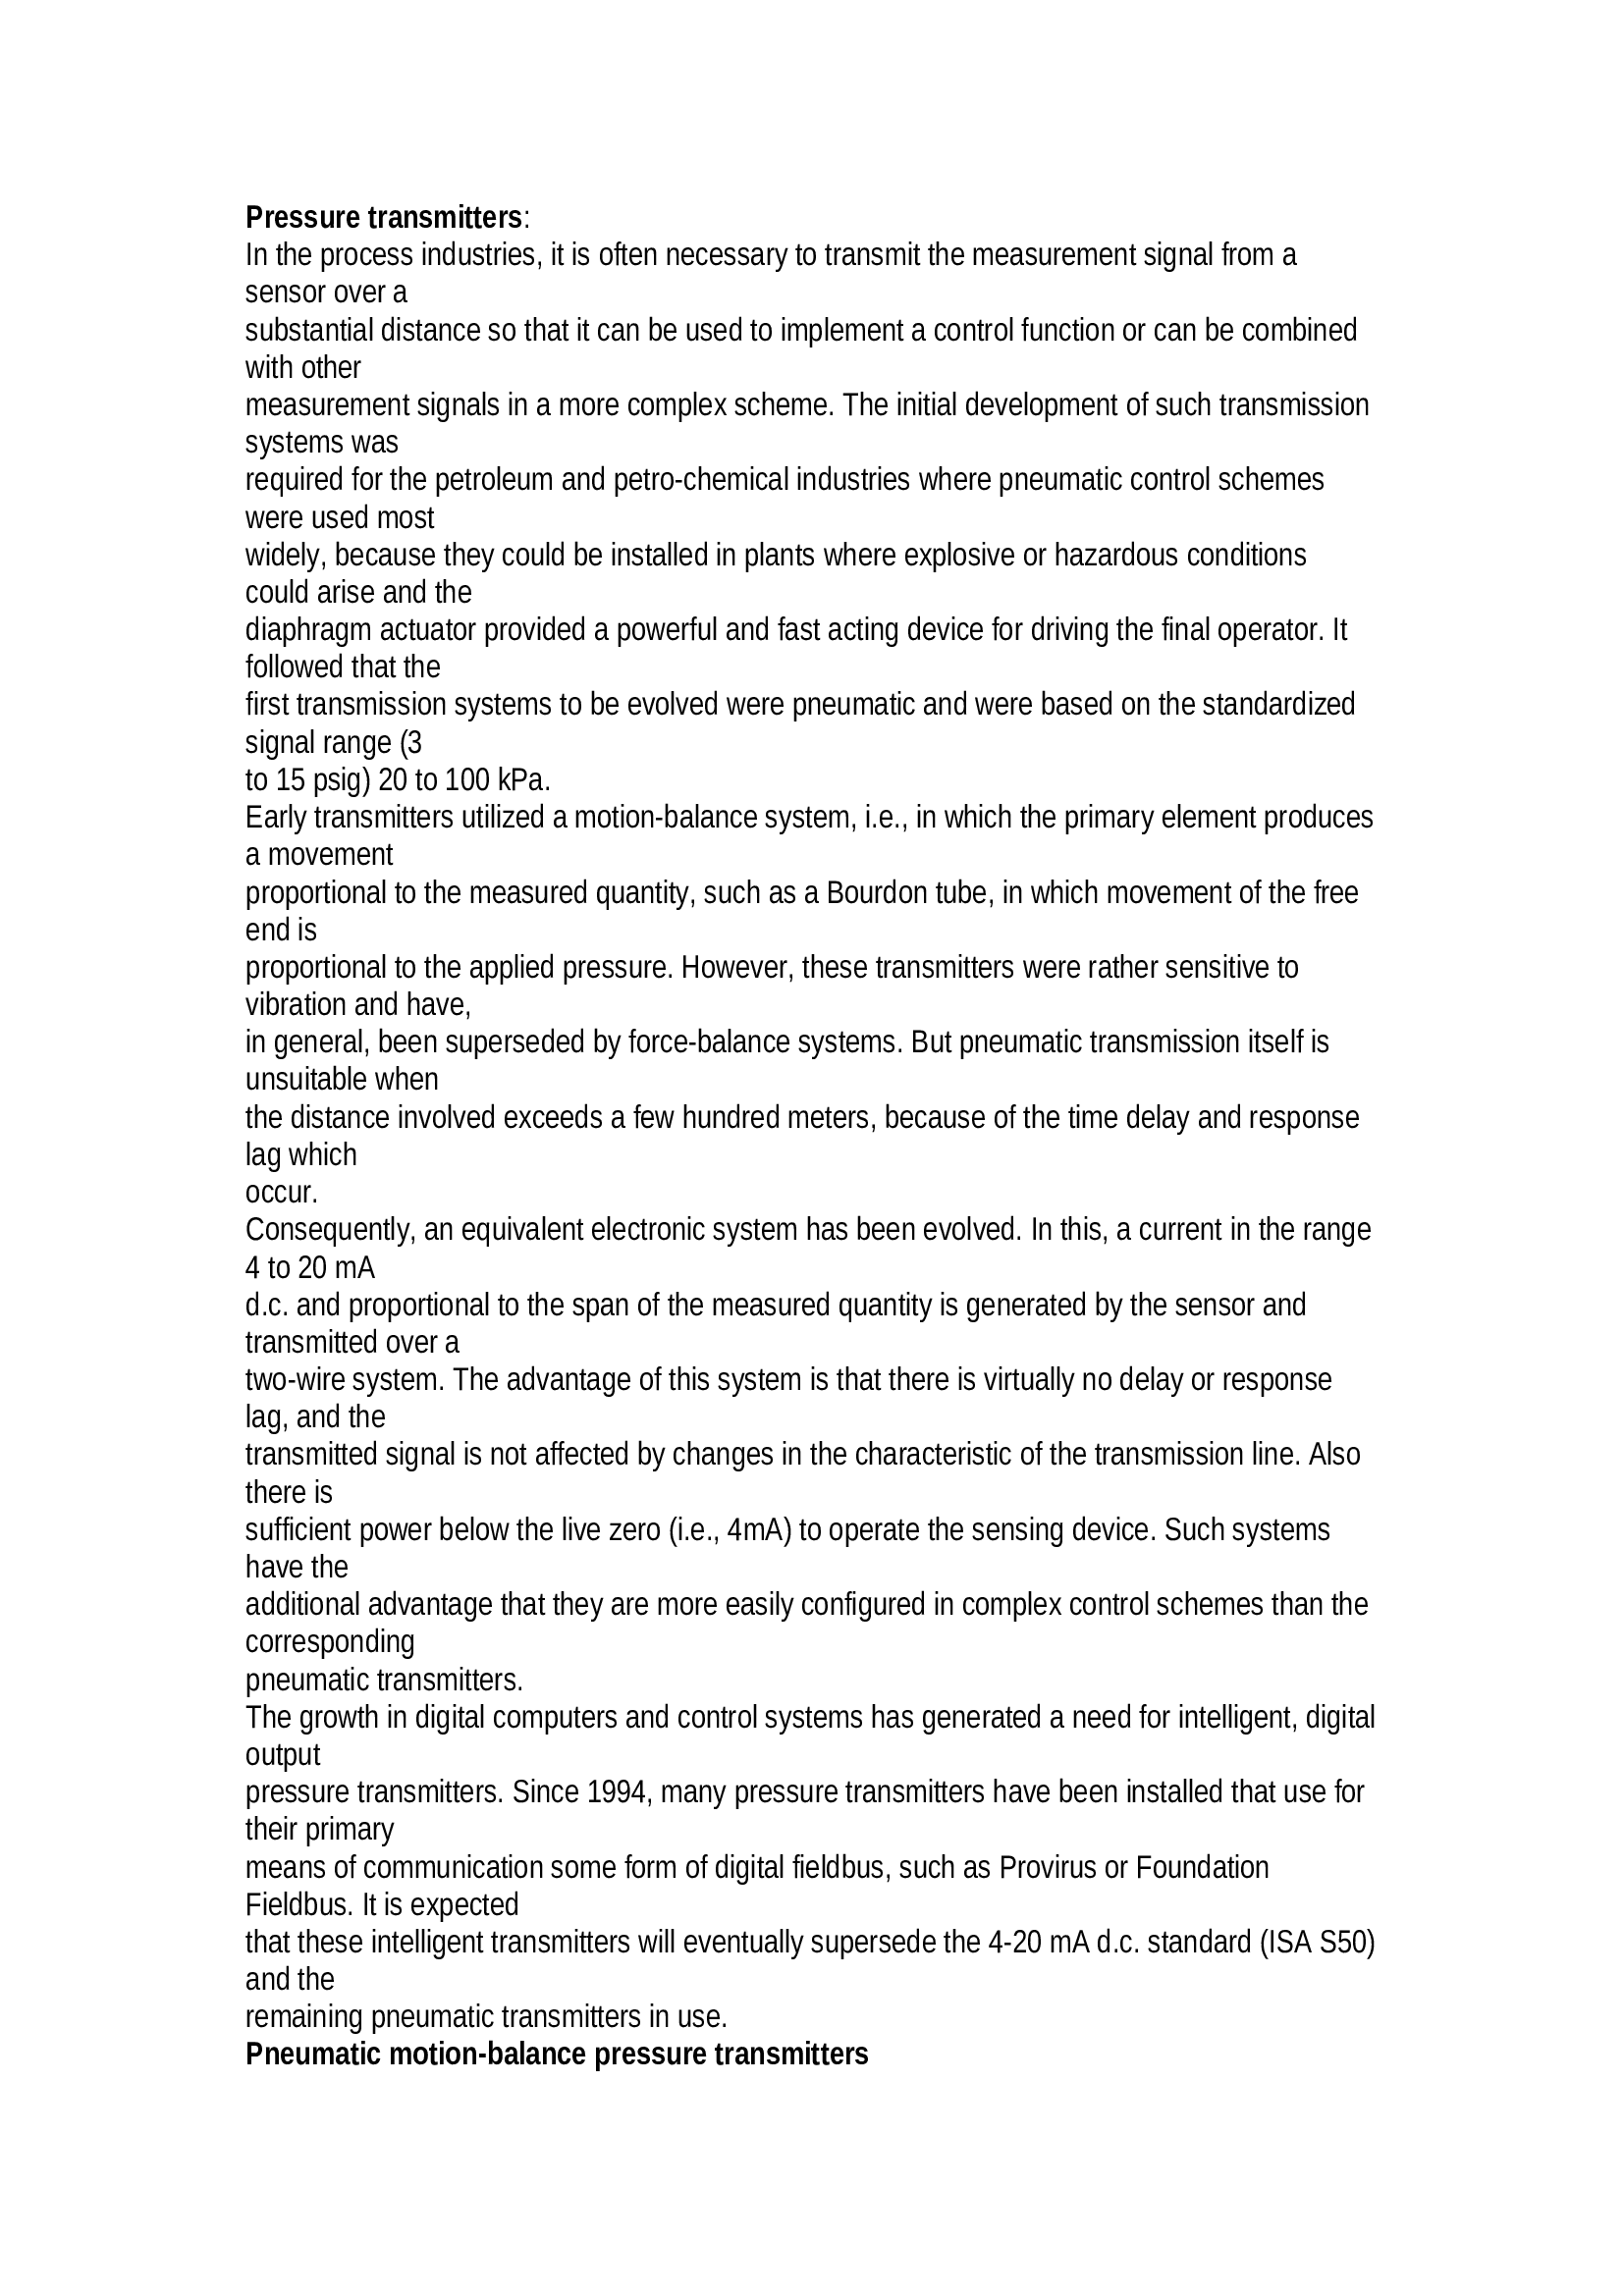 Pressure transmitters:
In the process industries, it is often necessary to transmit the measurement signal from a
sensor over a
substantial distance so that it can be used to implement a control function or can be combined
with other
measurement signals in a more complex scheme. The initial development of such transmission
systems was
required for the petroleum and petro-chemical industries where pneumatic control schemes
were used most
widely, because they could be installed in plants where explosive or hazardous conditions
could arise and the
diaphragm actuator provided a powerful and fast acting device for driving the final operator. It
followed that the
first transmission systems to be evolved were pneumatic and were based on the standardized
signal range (3
to 15 psig) 20 to 100 kPa.
Early transmitters utilized a motion-balance system, i.e., in which the primary element produces
a movement
proportional to the measured quantity, such as a Bourdon tube, in which movement of the free
end is
proportional to the applied pressure. However, these transmitters were rather sensitive to
vibration and have,
in general, been superseded by force-balance systems. But pneumatic transmission itself is
unsuitable when
the distance involved exceeds a few hundred meters, because of the time delay and response
lag which
occur.
Consequently, an equivalent electronic system has been evolved. In this, a current in the range
4 to 20 mA
d.c. and proportional to the span of the measured quantity is generated by the sensor and
transmitted over a
two-wire system. The advantage of this system is that there is virtually no delay or response
lag, and the
transmitted signal is not affected by changes in the characteristic of the transmission line. Also
there is
sufficient power below the live zero (i.e., 4mA) to operate the sensing device. Such systems
have the
additional advantage that they are more easily configured in complex control schemes than the
corresponding
pneumatic transmitters.
The growth in digital computers and control systems has generated a need for intelligent, digital
output
pressure transmitters. Since 1994, many pressure transmitters have been installed that use for
their primary
means of communication some form of digital fieldbus, such as Provirus or Foundation
Fieldbus. It is expected
that these intelligent transmitters will eventually supersede the 4-20 mA d.c. standard (ISA S50)
and the
remaining pneumatic transmitters in use.
Pneumatic motion-balance pressure transmitters